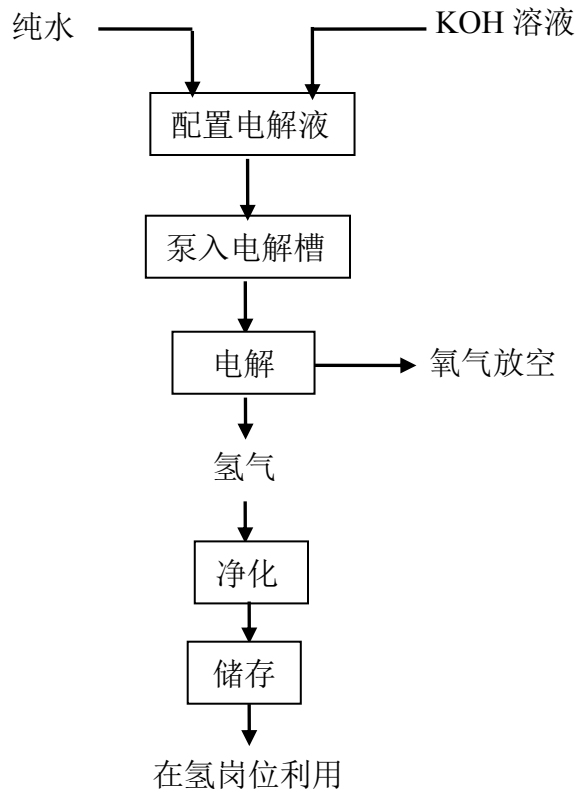 纯水
KOH 溶液
配置电解液
泵入电解槽
电解
氧气放空
氢气
净化
储存
在氢岗位利用